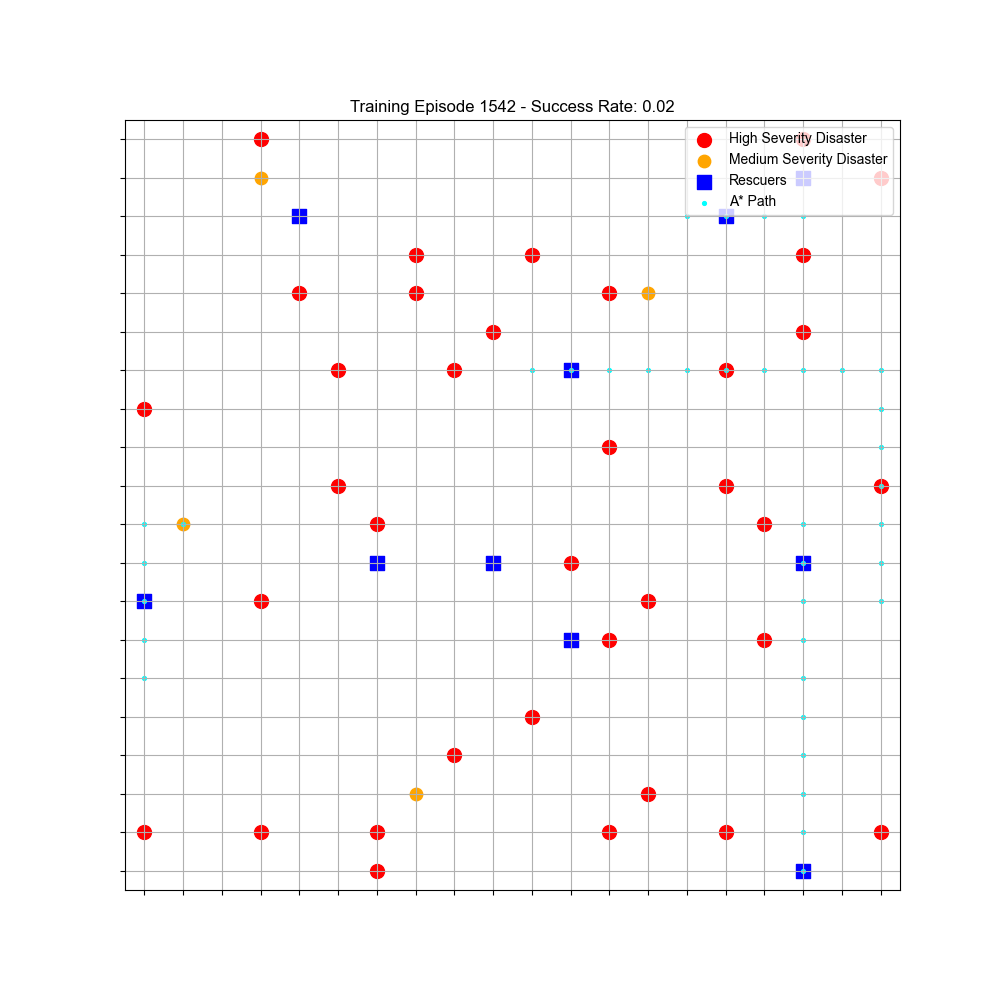 Training Episode 1542 - Success Rate: 0.02
High Severity Disaster
Medium Severity Disaster
Rescuers
A* Path